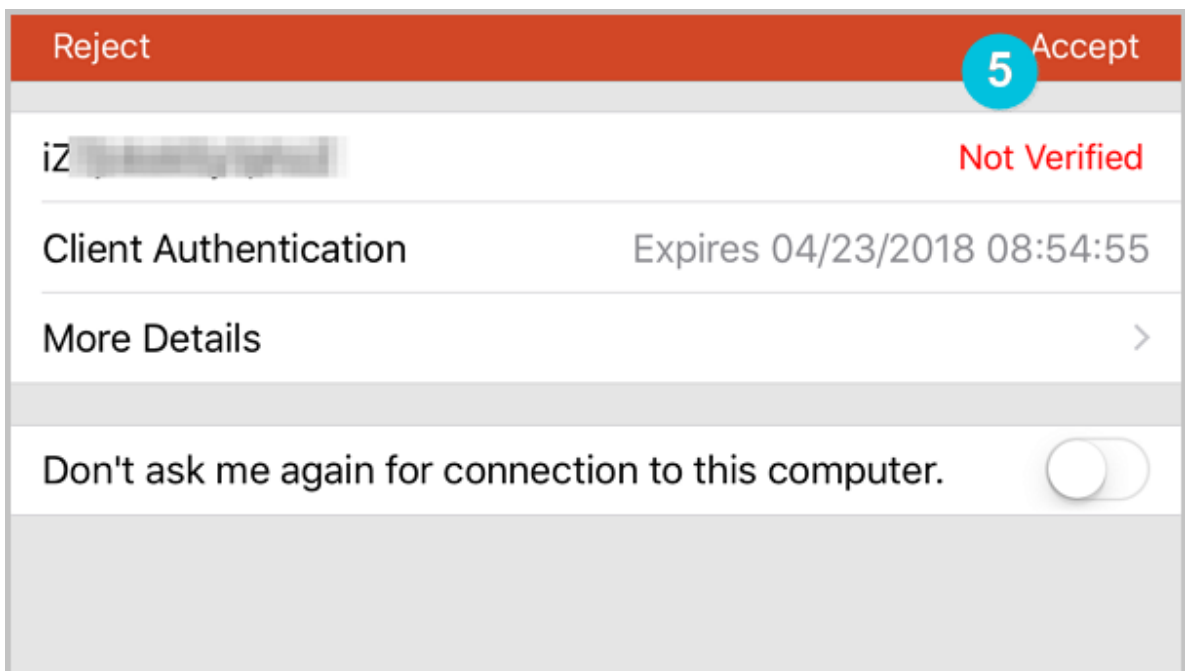 Reject 5 Accept
iZ Not Verified
Client Authentication Expires 04/23/2018 08:54:55
More Details
Don't ask me again for connection to this computer.